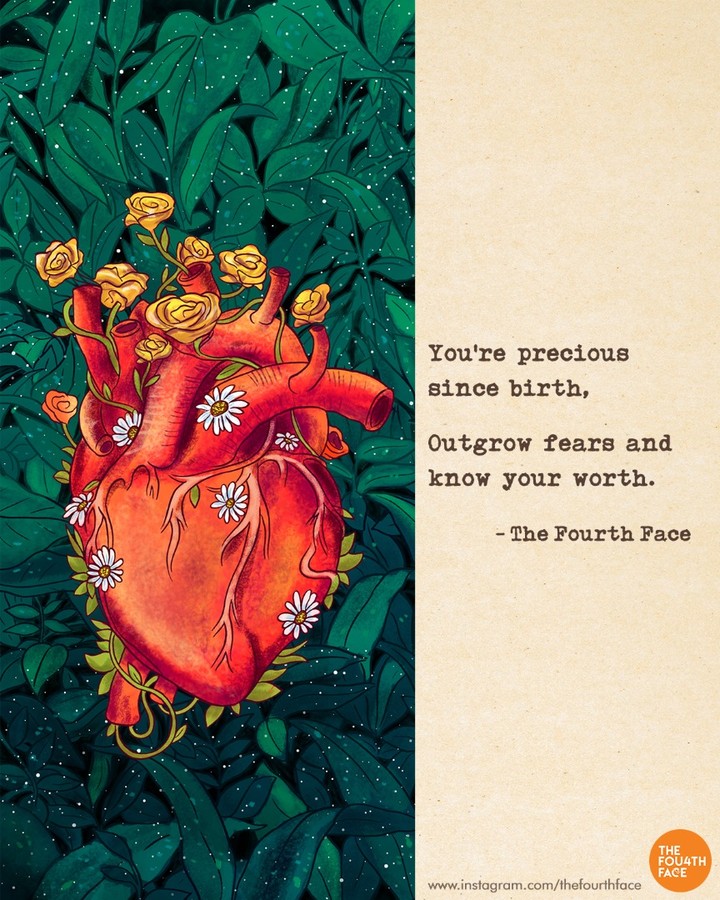 You're precious
since birth,
Outgrow fears and
know your worth.
- The Fourth Face
www.instagram.com/thefourthface
THE
FOU4TH
FACE